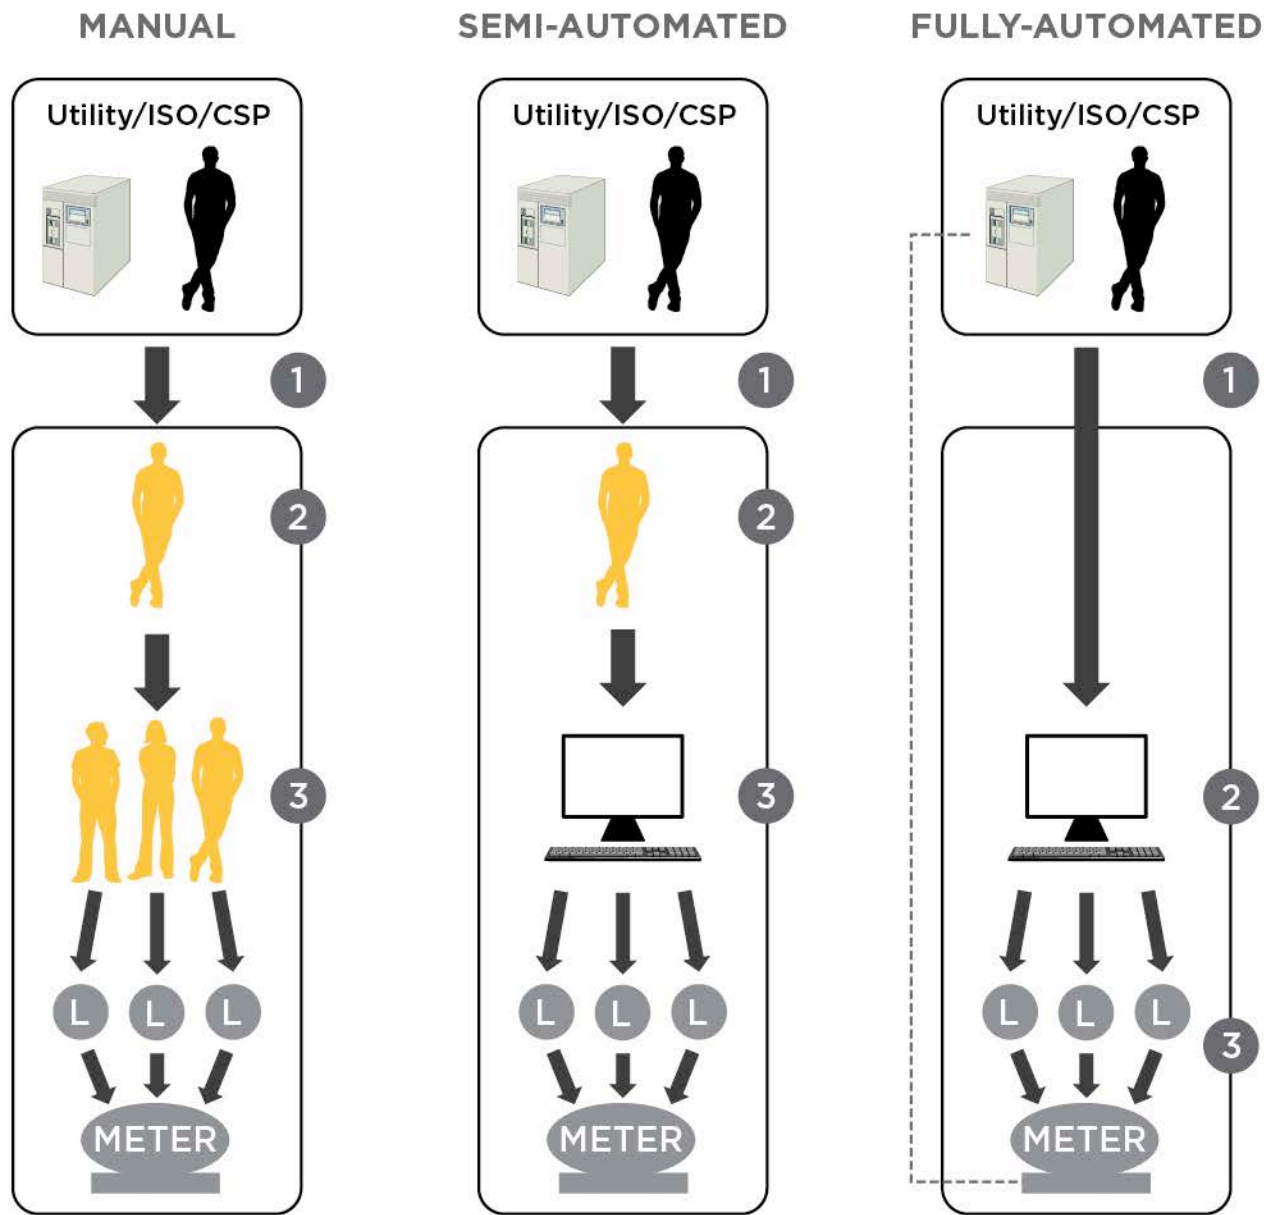 MANUAL
SEMI-AUTOMATED
FULLY-AUTOMATED
Utility/ISO/CSP
Utility/ISO/CSP
Utility/ISO/CSP
1
1
1
2
2
3
3
2
L L L
L L L
L L L
3
METER
METER
METER